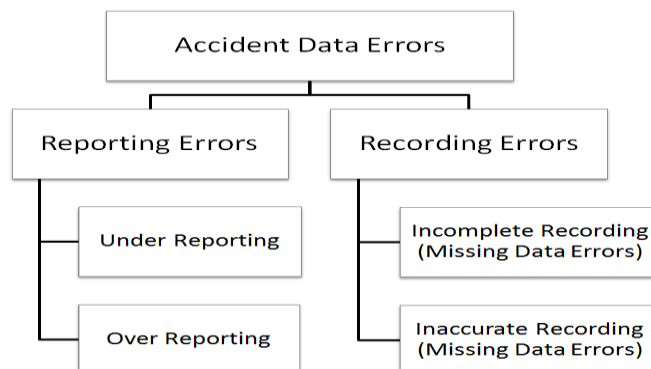 Accident Data Errors
Reporting Errors
Recording Errors
Under Reporting
Incomplete Recording
(Missing Data Errors)
Over Reporting
Inaccurate Recording
(Missing Data Errors)